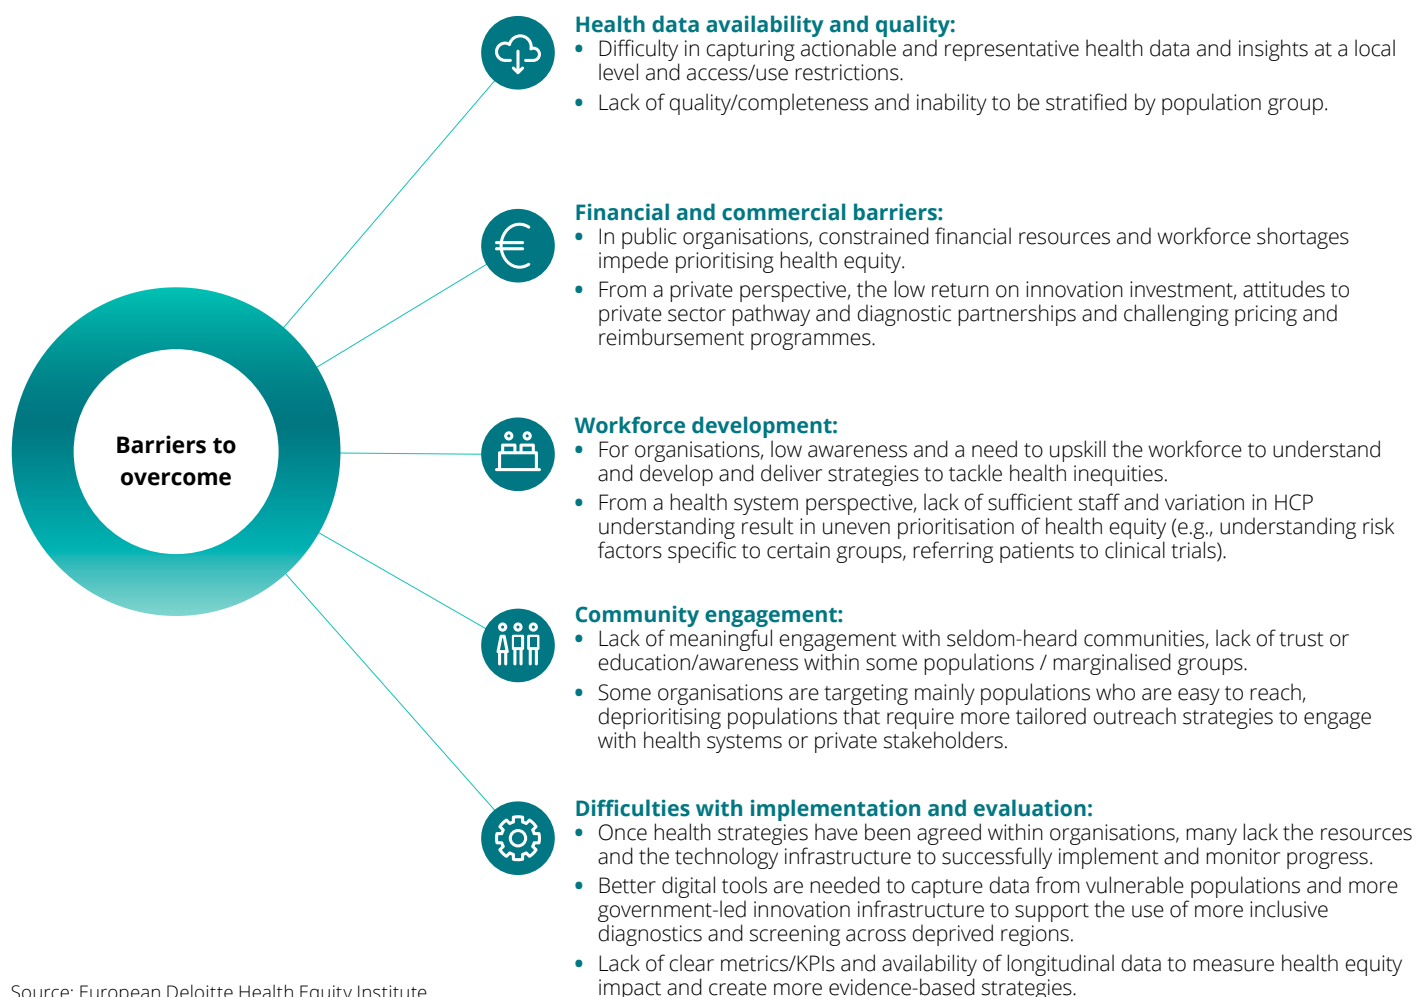 Health data availability and quality:
• Difficulty in capturing actionable and representative health data and insights at a local
level and access/use restrictions.
• Lack of quality/completeness and inability to be stratified by population group.
Financial and commercial barriers:
• In public organisations, constrained financial resources and workforce shortages
impede prioritising health equity.
• From a private perspective, the low return on innovation investment, attitudes to
private sector pathway and diagnostic partnerships and challenging pricing and
reimbursement programmes.
Barriers to
overcome
Workforce development:
• For organisations, low awareness and a need to upskill the workforce to understand
and develop and deliver strategies to tackle health inequities.
• From a health system perspective, lack of sufficient staff and variation in HCP
understanding result in uneven prioritisation of health equity (e.g., understanding risk
factors specific to certain groups, referring patients to clinical trials).
Community engagement:
• Lack of meaningful engagement with seldom-heard communities, lack of trust or
education/awareness within some populations / marginalised groups.
• Some organisations are targeting mainly populations who are easy to reach,
deprioritising populations that require more tailored outreach strategies to engage
with health systems or private stakeholders.
Difficulties with implementation and evaluation:
• Once health strategies have been agreed within organisations, many lack the resources
and the technology infrastructure to successfully implement and monitor progress.
• Better digital tools are needed to capture data from vulnerable populations and more
government-led innovation infrastructure to support the use of more inclusive
diagnostics and screening across deprived regions.
• Lack of clear metrics/KPIs and availability of longitudinal data to measure health equity
impact and create more evidence-based strategies.
Source: European Deloitte Health Equity Institute